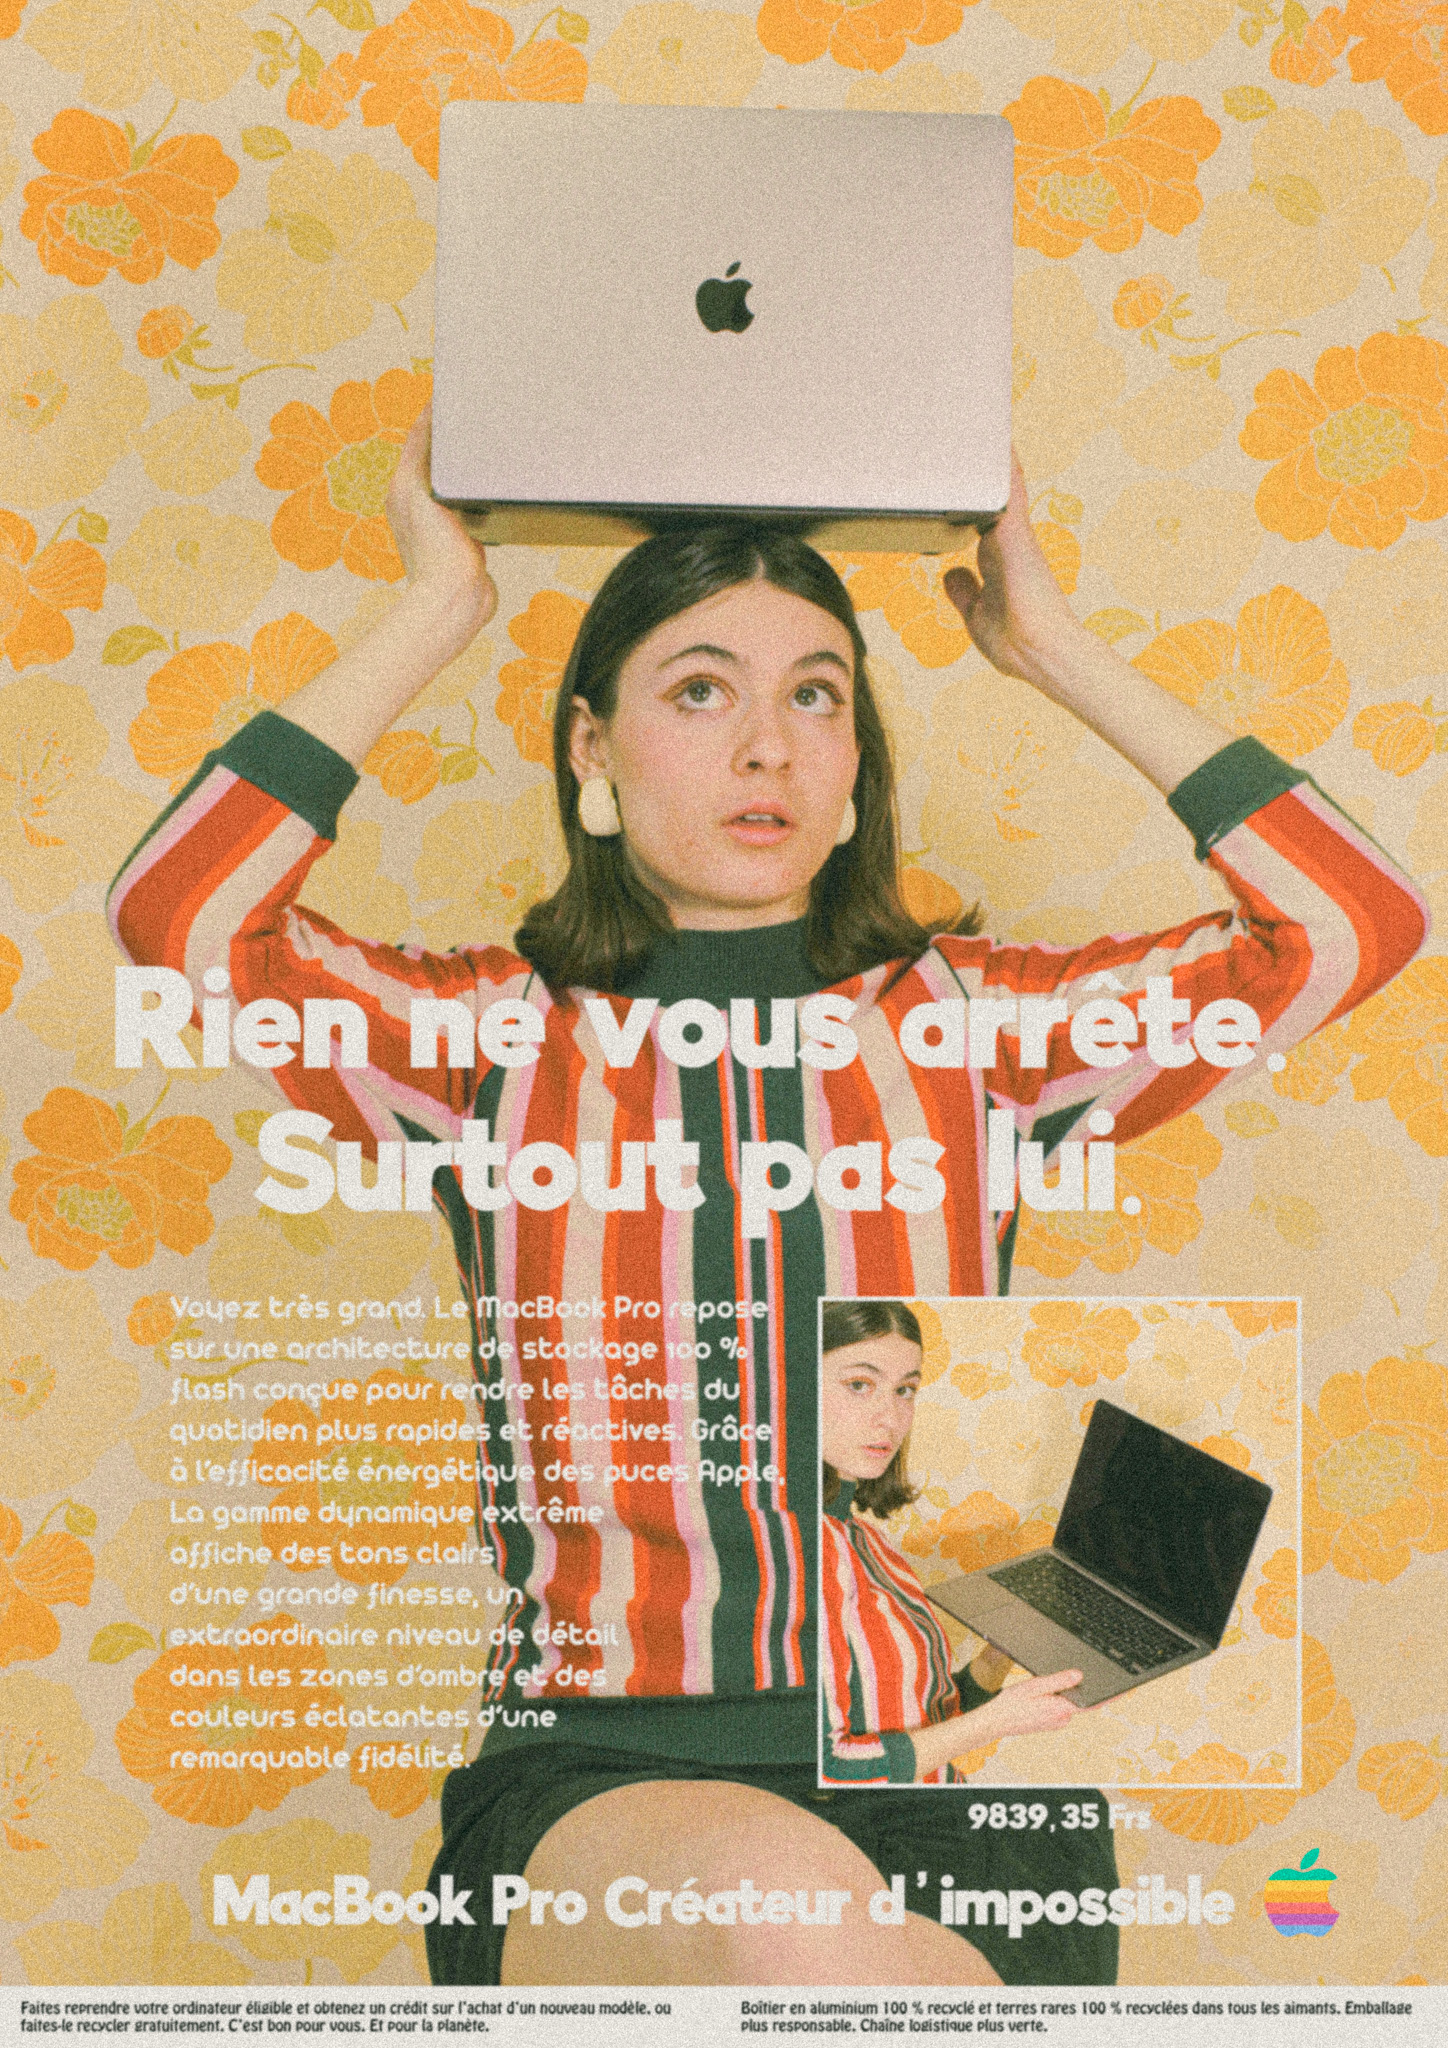 Rien ne vous arrête.
Surtout pas lui.
Voyez très grand. Le MacBook Pro repose
sur une architecture de stockage 100 %
flash conçue pour rendre les tâches du
quotidien plus rapides et réactives. Grâce
à l'efficacité énergétique des puces Apple,
La gamme dynamique extrême
affiche des tons clairs
d'une grande finesse, un
extraordinaire niveau de détail
dans les zones d'ombre et des
couleurs éclatantes d'une
remarquable fidélité.
9839,35 Frs
MacBook Pro Créateur d'impossible
Faites reprendre votre ordinateur éligible et obtenez un crédit sur l'achat d'un nouveau modèle, ou
faites-le recycler gratuitement. C'est bon pour vous. Et pour la planète.
Boîtier en aluminium 100 % recyclé et terres rares 100 % recyclées dans tous les aimants. Emballage
plus responsable. Chaîne logistique plus verte.